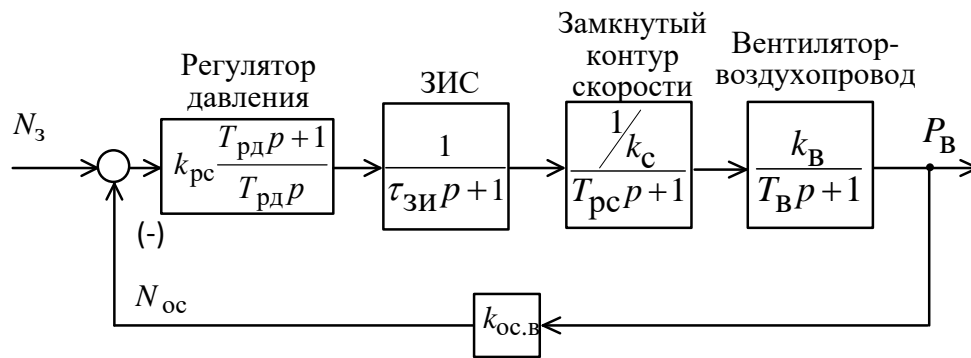 Регулятор
давления
ЗИС
Замкнутый
контур
скорости
Вентилятор-
воздухопровод
N_з
k_рс (T_рд p + 1)/(T_рд p)
1/(τ_зи p + 1)
(1/k_с)/(T_рс p + 1)
k_в/(T_в p + 1)
P_в
(-)
N_ос
k_ос.в